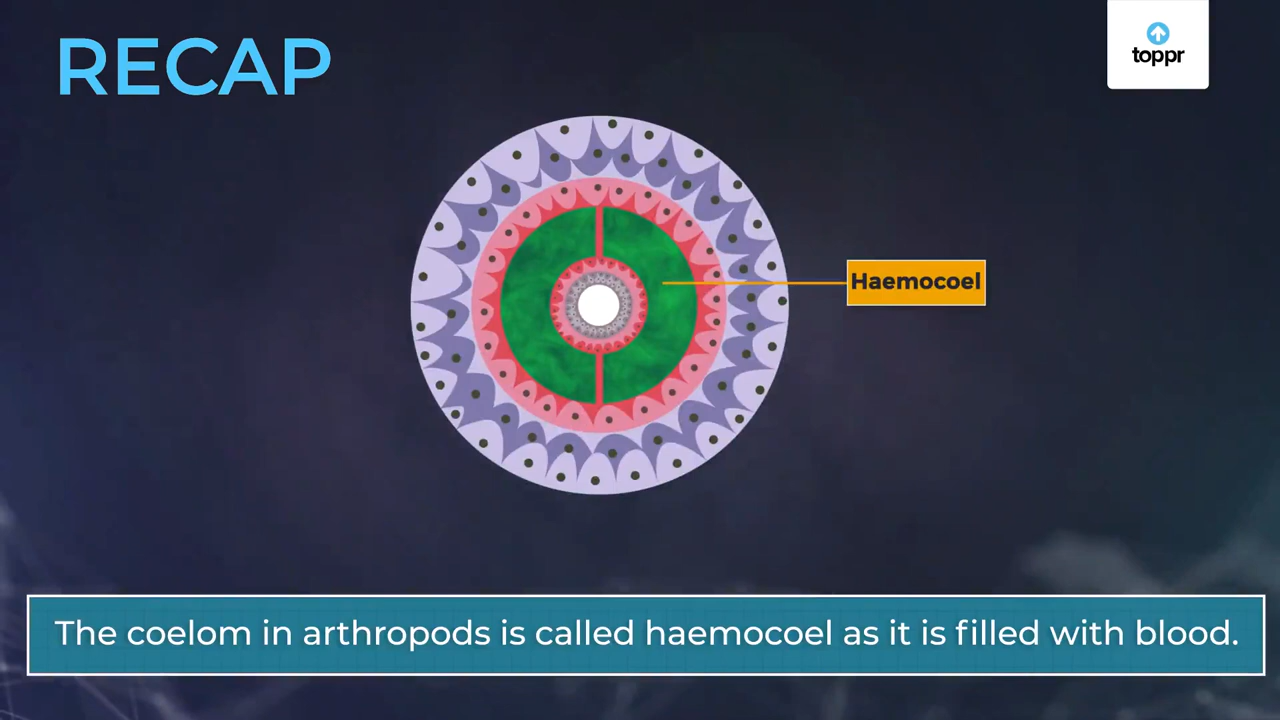 RECAP
toppr
Haemocoel
The coelom in arthropods is called haemocoel as it is filled with blood.